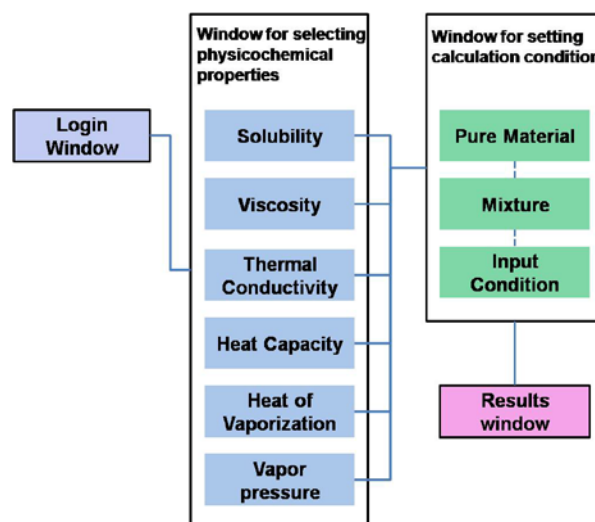 Window for selecting
physicochemical
properties
Window for setting
calculation condition
Login
Window
Solubility
Viscosity
Thermal
Conductivity
Heat Capacity
Heat of
Vaporization
Vapor
pressure
Pure Material
Mixture
Input
Condition
Results
window